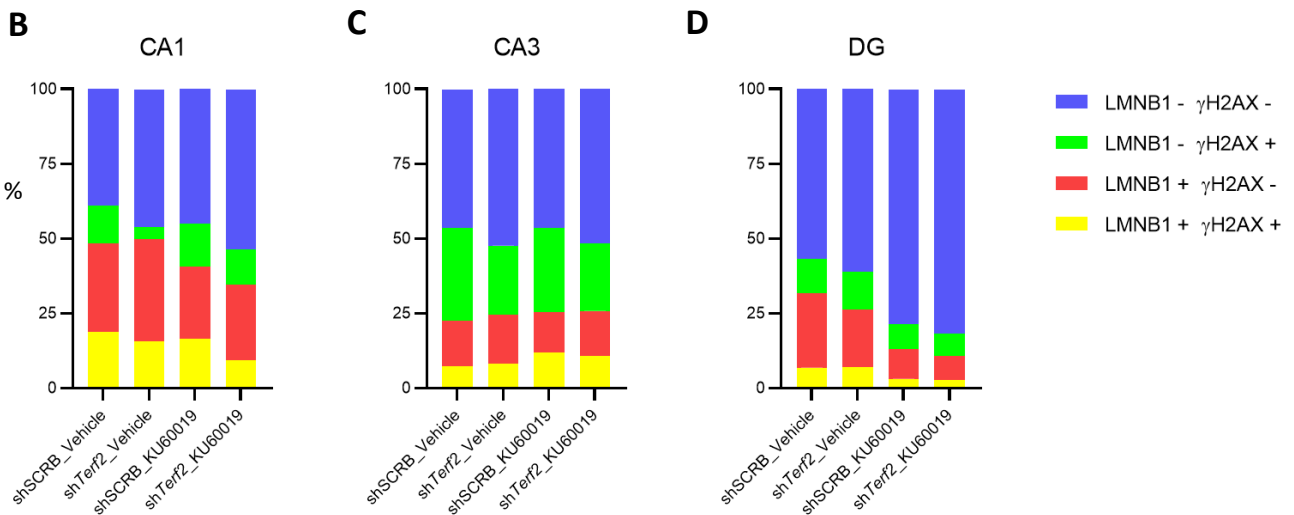 B
CA1
%
100
75
50
25
0
shSCRB_Vehicle
shTerf2_Vehicle
shSCRB_KU60019
shTerf2_KU60019
C
CA3
100
75
50
25
0
shSCRB_Vehicle
shTerf2_Vehicle
shSCRB_KU60019
shTerf2_KU60019
D
DG
100
75
50
25
0
shSCRB_Vehicle
shTerf2_Vehicle
shSCRB_KU60019
shTerf2_KU60019
LMNB1 - γH2AX -
LMNB1 - γH2AX +
LMNB1 + γH2AX -
LMNB1 + γH2AX +